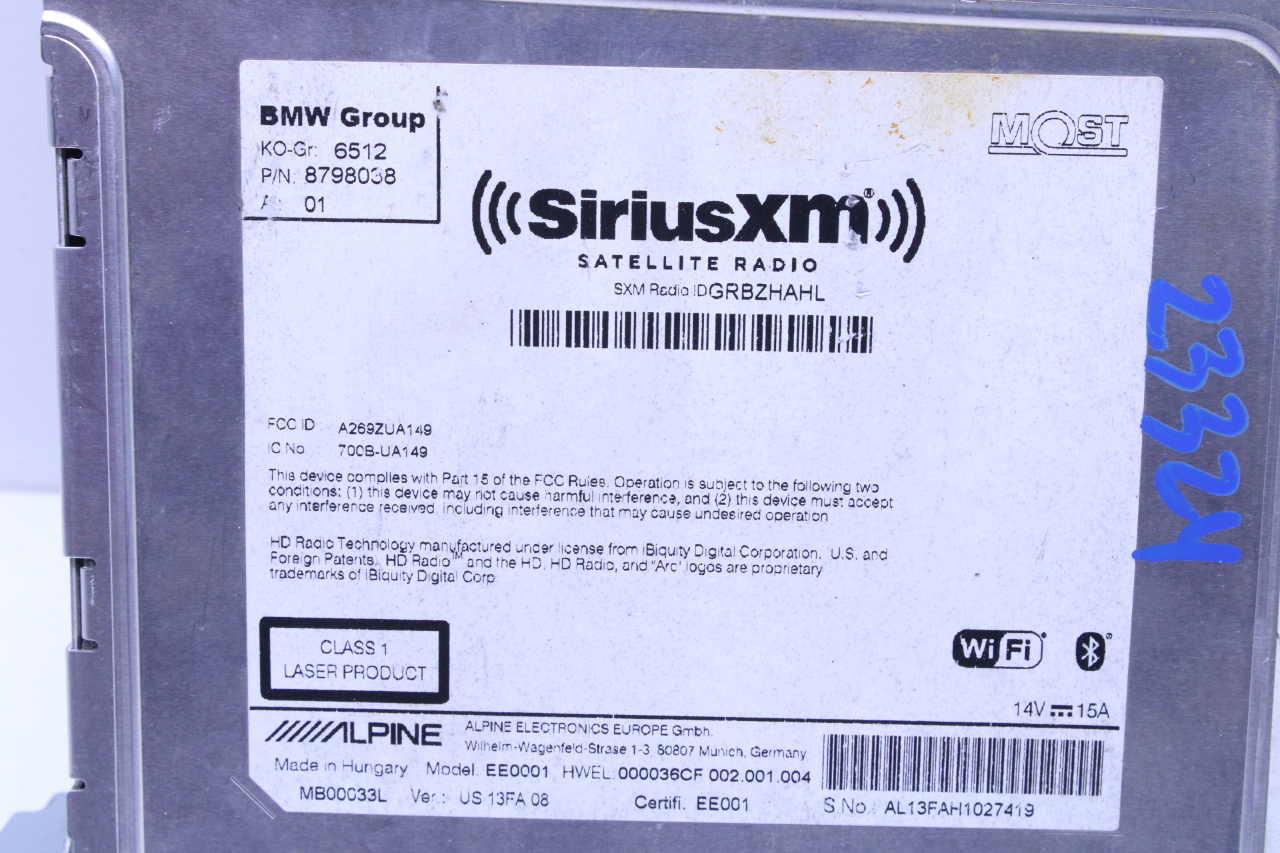 BMW Group
KO-Gr: 6512
P/N: 8798038
A : 01
MOST
SiriusXm®
SATELLITE RADIO
SXM Radio ID GRBZHAHL
FCC ID : A269ZUA149
IC No : 700B-UA149
This device complies with Part 15 of the FCC Rules. Operation is subject to the following two
conditions: (1) this device may not cause harmful interference, and (2) this device must accept
any interference received, including interference that may cause undesired operation
HD Radio Technology manufactured under license from iBiquity Digital Corporation. U.S. and
Foreign Patents. HD Radio™ and the HD, HD Radio, and "Arc" logos are proprietary
trademarks of iBiquity Digital Corp
CLASS 1
LASER PRODUCT
Wi Fi
14V 15A
ALPINE
ALPINE ELECTRONICS EUROPE Gmbh.
Wilhelm-Wagenfeld-Strase 1-3 80807 Munich, Germany
Made in Hungary Model. EE0001 HWEL:000036CF 002.001.004
MB00033L Ver.: US 13FA 08 Certifi. EE001 S.No.: AL13FAH1027419
23324